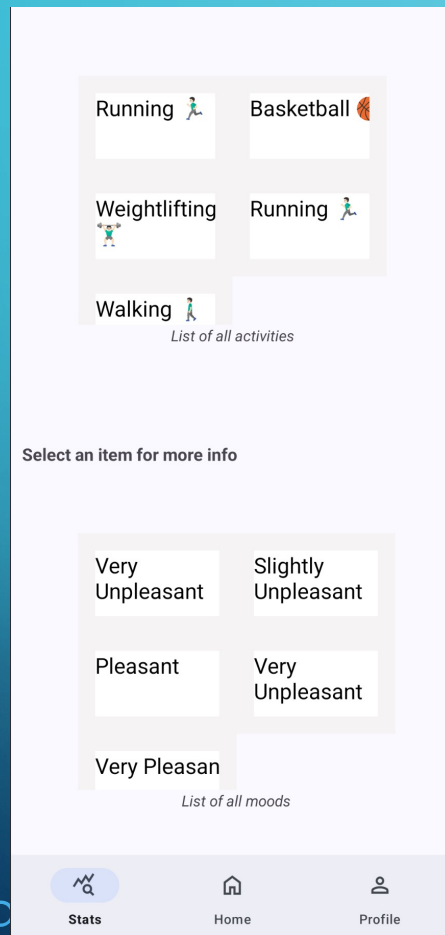 Running 🏃🏻‍♂️ Basketball 🏀
Weightlifting Running 🏃🏻‍♂️
🏋🏻‍♂️
Walking 🚶🏻‍♂️
List of all activities
Select an item for more info
Very Slightly
Unpleasant Unpleasant
Pleasant Very
Unpleasant
Very Pleasan
List of all moods
Stats Home Profile